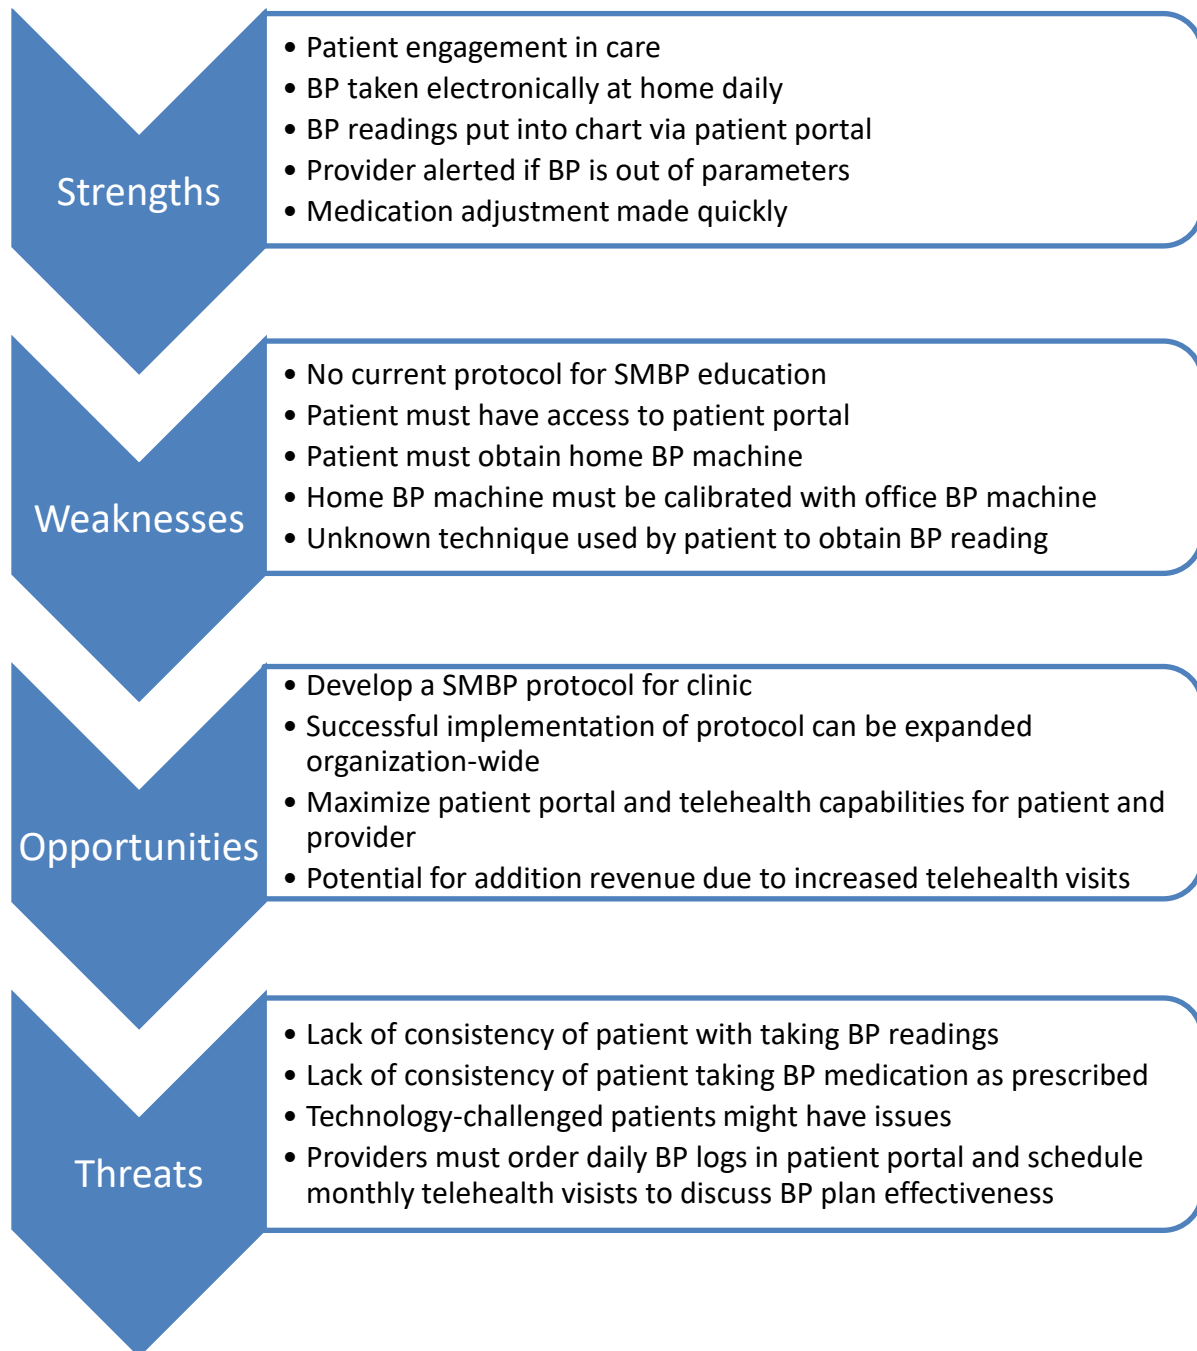 Strengths
• Patient engagement in care
• BP taken electronically at home daily
• BP readings put into chart via patient portal
• Provider alerted if BP is out of parameters
• Medication adjustment made quickly
Weaknesses
• No current protocol for SMBP education
• Patient must have access to patient portal
• Patient must obtain home BP machine
• Home BP machine must be calibrated with office BP machine
• Unknown technique used by patient to obtain BP reading
Opportunities
• Develop a SMBP protocol for clinic
• Successful implementation of protocol can be expanded
organization-wide
• Maximize patient portal and telehealth capabilities for patient and
provider
• Potential for addition revenue due to increased telehealth visits
Threats
• Lack of consistency of patient with taking BP readings
• Lack of consistency of patient taking BP medication as prescribed
• Technology-challenged patients might have issues
• Providers must order daily BP logs in patient portal and schedule
monthly telehealth visists to discuss BP plan effectiveness